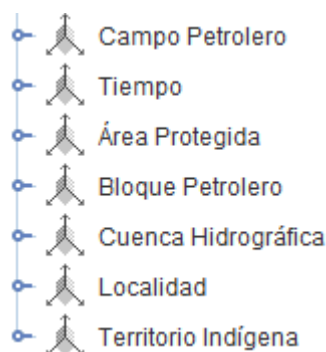 Campo Petrolero
Tiempo
Área Protegida
Bloque Petrolero
Cuenca Hidrográfica
Localidad
Territorio Indígena